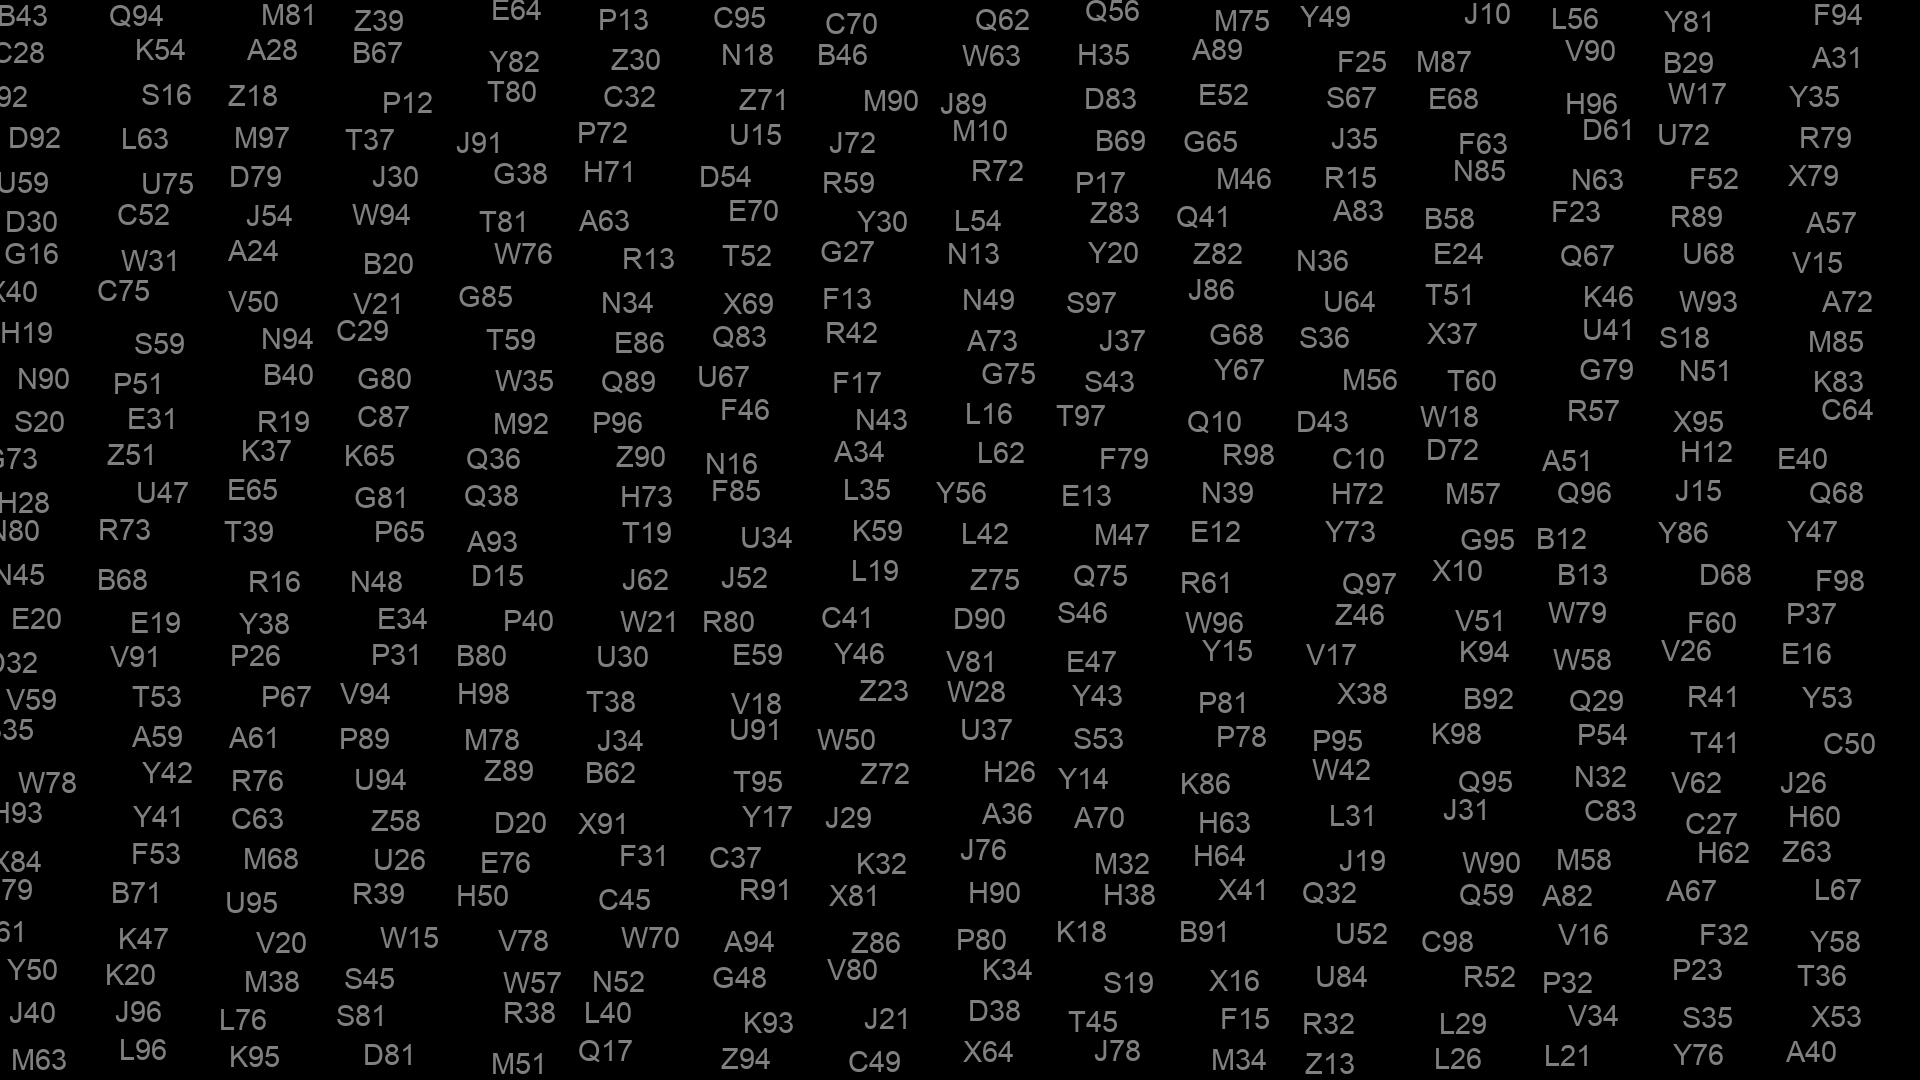 B43 Q94 M81 Z39 E64 P13 C95 C70 Q62 Q56 M75 Y49 J10 L56 Y81 F94
C28 K54 A28 B67 Y82 Z30 N18 B46 W63 H35 A89 F25 M87 V90 B29 A31
92 S16 Z18 P12 T80 C32 Z71 M90 J89 D83 E52 S67 E68 H96 W17 Y35
D92 L63 M97 T37 J91 P72 U15 J72 M10 B69 G65 J35 F63 D61 U72 R79
U59 U75 D79 J30 G38 H71 D54 R59 R72 P17 M46 R15 N85 N63 F52 X79
D30 C52 J54 W94 T81 A63 E70 Y30 L54 Z83 Q41 A83 B58 F23 R89 A57
G16 W31 A24 B20 W76 R13 T52 G27 N13 Y20 Z82 N36 E24 Q67 U68 V15
X40 C75 V50 V21 G85 N34 X69 F13 N49 S97 J86 U64 T51 K46 W93 A72
H19 S59 N94 C29 T59 E86 Q83 R42 A73 J37 G68 S36 X37 U41 S18 M85
N90 P51 B40 G80 W35 Q89 U67 F17 G75 S43 Y67 M56 T60 G79 N51 K83
S20 E31 R19 C87 M92 P96 F46 N43 L16 T97 Q10 D43 W18 R57 X95 C64
G73 Z51 K37 K65 Q36 Z90 N16 A34 L62 F79 R98 C10 D72 A51 H12 E40
H28 U47 E65 G81 Q38 H73 F85 L35 Y56 E13 N39 H72 M57 Q96 J15 Q68
N80 R73 T39 P65 A93 T19 U34 K59 L42 M47 E12 Y73 G95 B12 Y86 Y47
N45 B68 R16 N48 D15 J62 J52 L19 Z75 Q75 R61 Q97 X10 B13 D68 F98
E20 E19 Y38 E34 P40 W21 R80 C41 D90 S46 W96 Z46 V51 W79 F60 P37
32 V91 P26 P31 B80 U30 E59 Y46 V81 E47 Y15 V17 K94 W58 V26 E16
V59 T53 P67 V94 H98 T38 V18 Z23 W28 Y43 P81 X38 B92 Q29 R41 Y53
35 A59 A61 P89 M78 J34 U91 W50 U37 S53 P78 P95 K98 P54 T41 C50
W78 Y42 R76 U94 Z89 B62 T95 Z72 H26 Y14 K86 W42 Q95 N32 V62 J26
H93 Y41 C63 Z58 D20 X91 Y17 J29 A36 A70 H63 L31 J31 C83 C27 H60
X84 F53 M68 U26 E76 F31 C37 K32 J76 M32 H64 J19 W90 M58 H62 Z63
79 B71 U95 R39 H50 C45 R91 X81 H90 H38 X41 Q32 Q59 A82 A67 L67
61 K47 V20 W15 V78 W70 A94 Z86 P80 K18 B91 U52 C98 V16 F32 Y58
Y50 K20 M38 S45 W57 N52 G48 V80 K34 S19 X16 U84 R52 P32 P23 T36
J40 J96 L76 S81 R38 L40 K93 J21 D38 T45 F15 R32 L29 V34 S35 X53
M63 L96 K95 D81 M51 Q17 Z94 C49 X64 J78 M34 Z13 L26 L21 Y76 A40